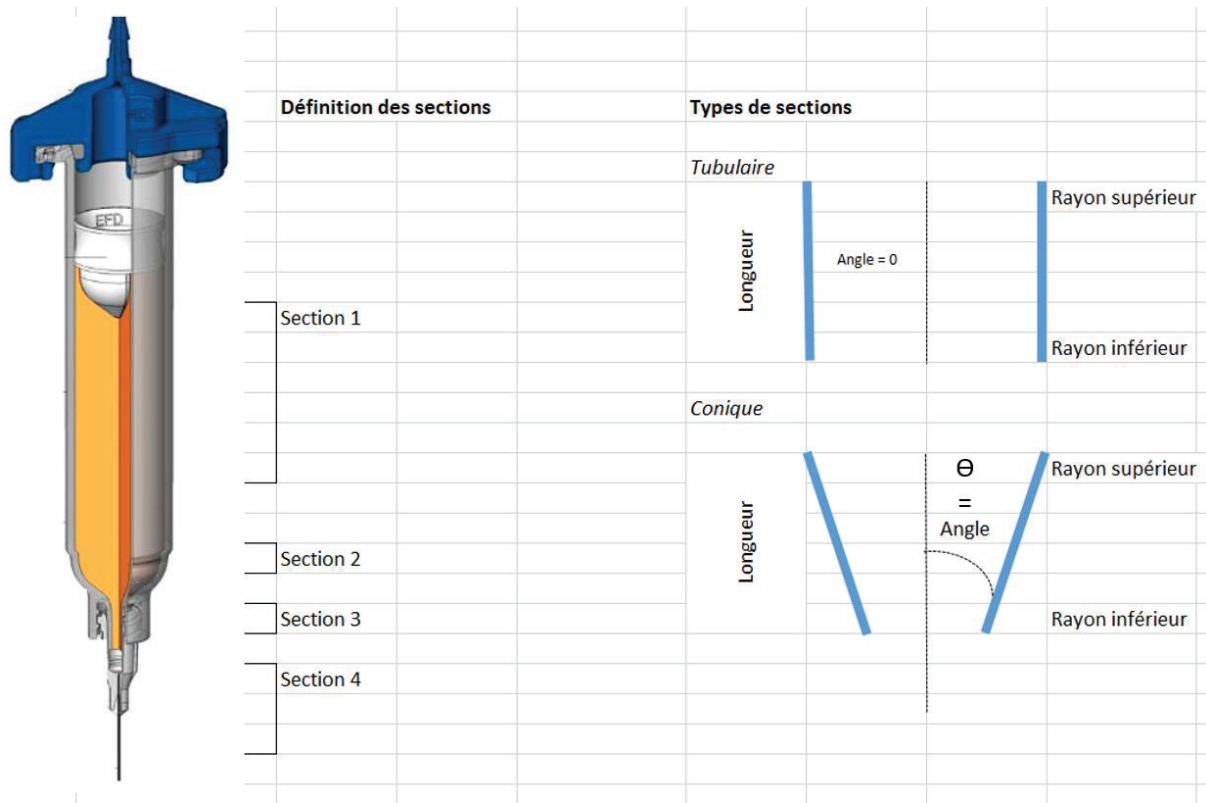 Définition des sections
Types de sections
Tubulaire
EFD
Section 1
Longueur
Angle = 0
Rayon supérieur
Rayon inférieur
Conique
Section 2
Section 3
Section 4
Longueur
Θ
=
Angle
Rayon supérieur
Rayon inférieur